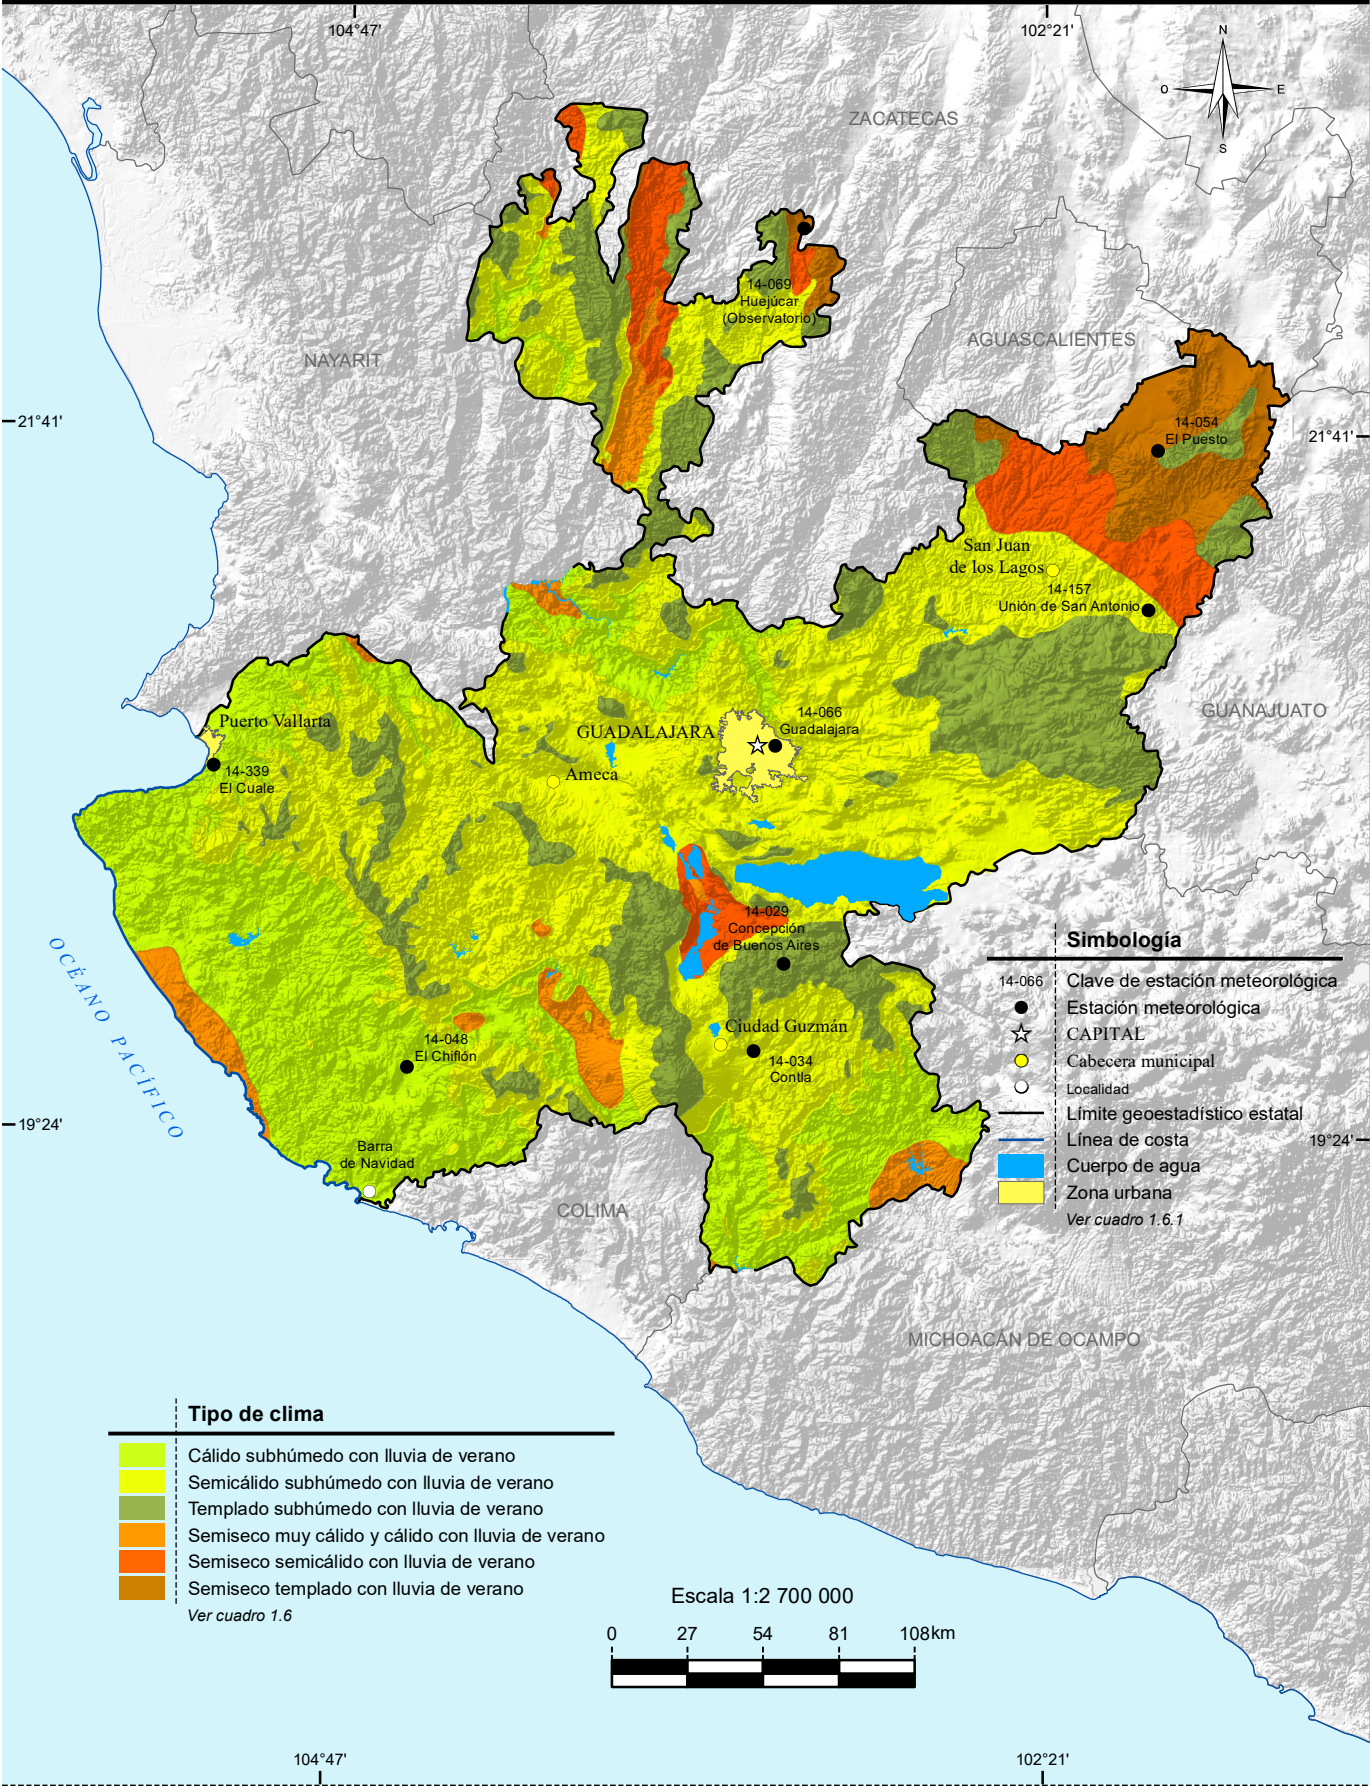 104°47'
102°21'
N
O
E
S
ZACATECAS
14-069
Huejúcar
(Observatorio)
AGUASCALIENTES
NAYARIT
21°41'
14-054
El Puesto
21°41'
San Juan
de los Lagos
14-157
Unión de San Antonio
GUANAJUATO
Puerto Vallarta
14-339
El Cuale
GUADALAJARA
14-066
Guadalajara
Ameca
14-029
Concepción
de Buenos Aires
OCÉANO PACÍFICO
14-048
El Chiflón
Ciudad Guzmán
14-034
Contla
Simbología
14-066
Clave de estación meteorológica
Estación meteorológica
CAPITAL
Cabecera municipal
Localidad
Límite geoestadístico estatal
Línea de costa
Cuerpo de agua
Zona urbana
Ver cuadro 1.6.1
19°24'
19°24'
Barra
de Navidad
COLIMA
MICHOACÁN DE OCAMPO
Tipo de clima
Cálido subhúmedo con lluvia de verano
Semicálido subhúmedo con lluvia de verano
Templado subhúmedo con lluvia de verano
Semiseco muy cálido y cálido con lluvia de verano
Semiseco semicálido con lluvia de verano
Semiseco templado con lluvia de verano
Ver cuadro 1.6
Escala 1:2 700 000
0 27 54 81 108km
104°47'
102°21'